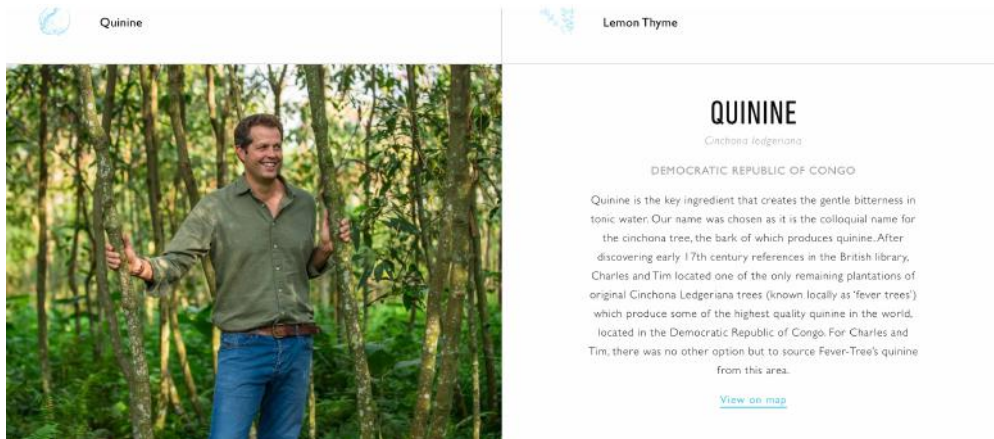 Quinine
Lemon Thyme
QUININE
Cinchona ledgeriana
DEMOCRATIC REPUBLIC OF CONGO
Quinine is the key ingredient that creates the gentle bitterness in
tonic water. Our name was chosen as it is the colloquial name for
the cinchona tree, the bark of which produces quinine. After
discovering early 17th century references in the British library,
Charles and Tim located one of the only remaining plantations of
original Cinchona Ledgeriana trees (known locally as ‘fever trees’)
which produce some of the highest quality quinine in the world,
located in the Democratic Republic of Congo. For Charles and
Tim, there was no other option but to source Fever-Tree’s quinine
from this area.
View on map